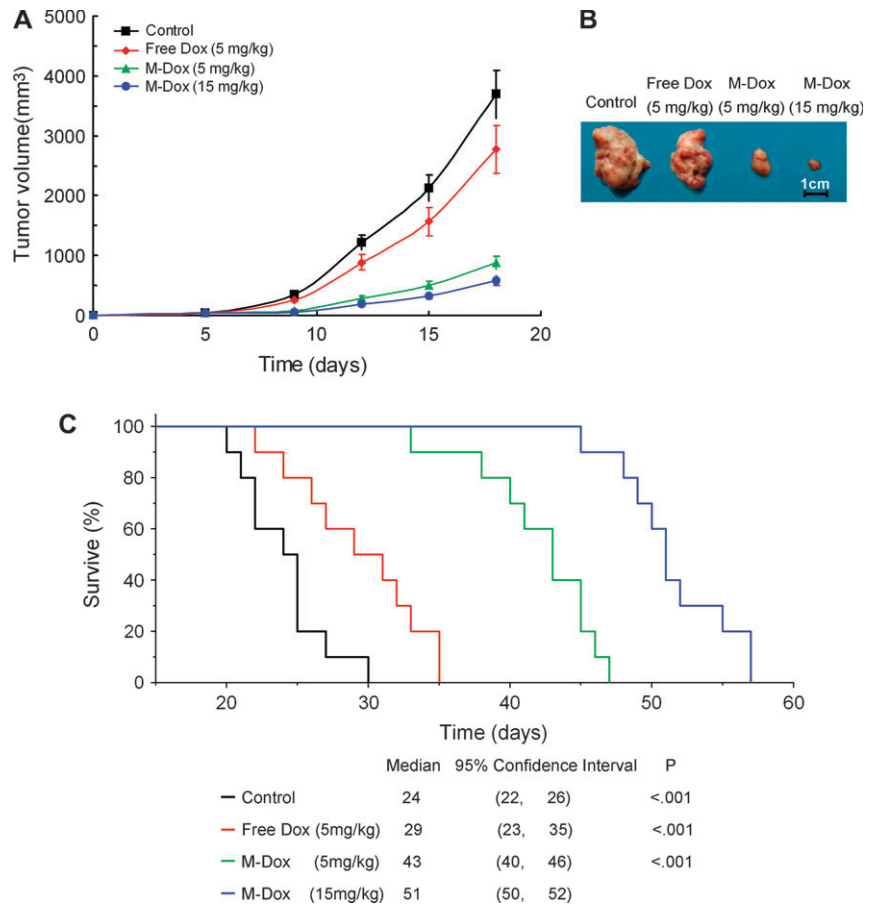 A
Control
Free Dox (5 mg/kg)
M-Dox (5 mg/kg)
M-Dox (15 mg/kg)
Tumor volume(mm³)
5000
4000
3000
2000
1000
0
0 5 10 15 20
Time (days)
B
Control Free Dox (5 mg/kg) M-Dox (5 mg/kg) M-Dox (15 mg/kg)
1cm
C
Survive (%)
100
80
60
40
20
0
20 30 40 50 60
Time (days)
Median 95% Confidence Interval P
Control 24 (22, 26) <.001
Free Dox (5mg/kg) 29 (23, 35) <.001
M-Dox (5mg/kg) 43 (40, 46) <.001
M-Dox (15mg/kg) 51 (50, 52)